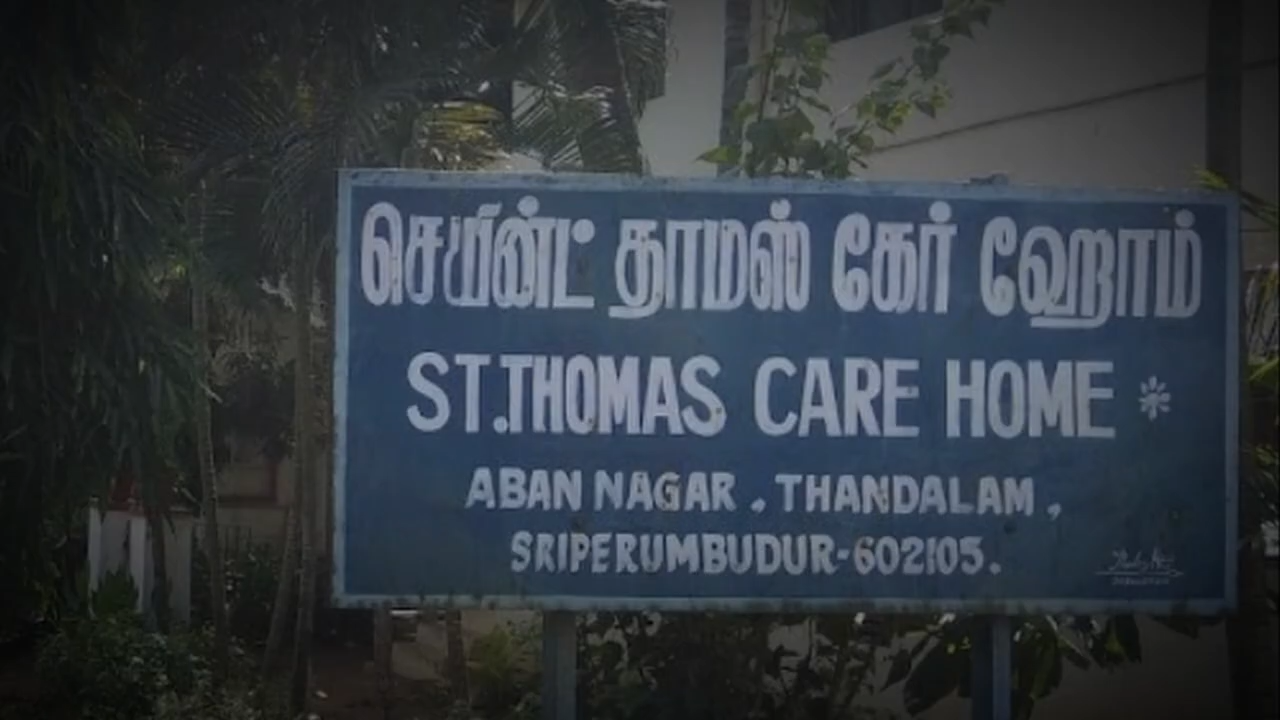 செயின்ட் தாமஸ் கேர் ஹோம்
ST.THOMAS CARE HOME *
ABAN NAGAR , THANDALAM ,
SRIPERUMBUDUR-602105.